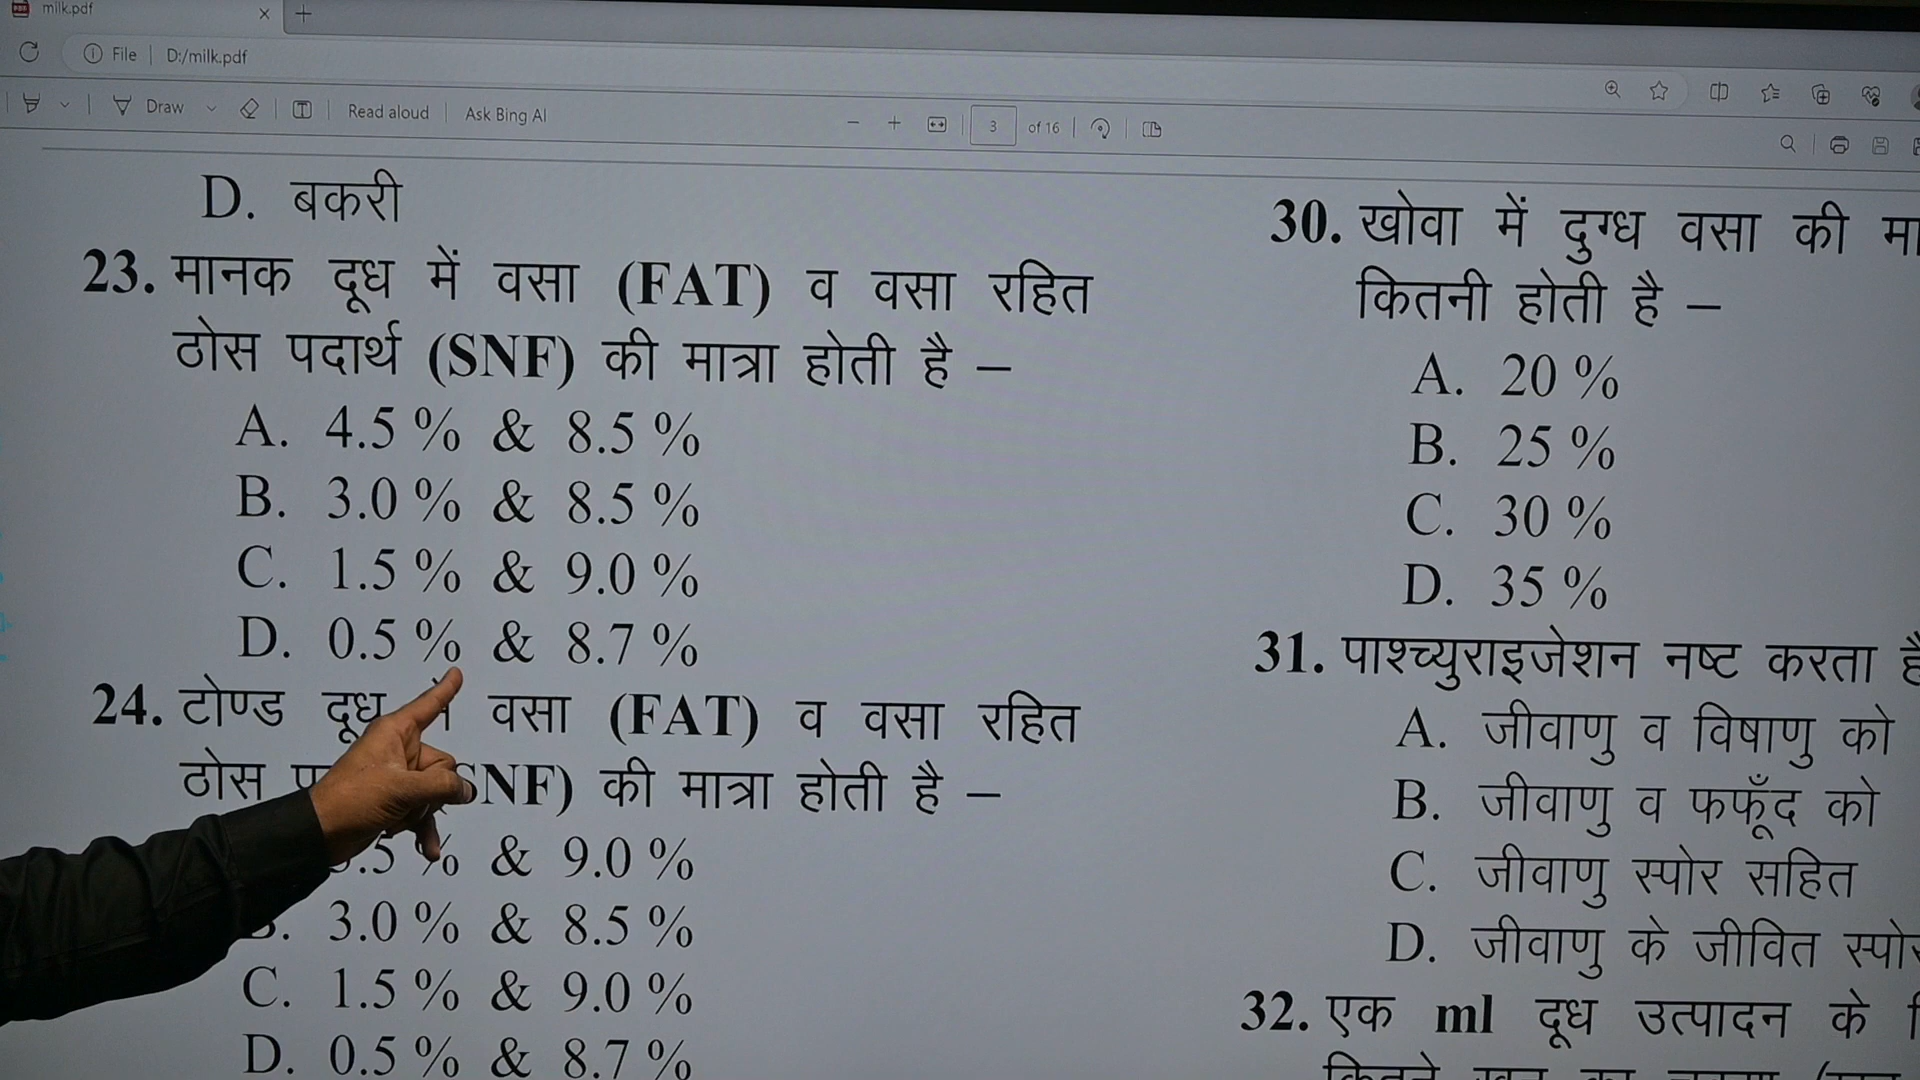 milk.pdf
File D:/milk.pdf
Draw Read aloud Ask Bing AI 3 of 16
D. बकरी
23. मानक दूध में वसा (FAT) व वसा रहित
ठोस पदार्थ (SNF) की मात्रा होती है –
A. 4.5 % & 8.5 %
B. 3.0 % & 8.5 %
C. 1.5 % & 9.0 %
D. 0.5 % & 8.7 %
24. टोण्ड दूध में वसा (FAT) व वसा रहित
ठोस (SNF) की मात्रा होती है –
.5 % & 9.0 %
B. 3.0 % & 8.5 %
C. 1.5 % & 9.0 %
D. 0.5 % & 8.7 %
30. खोवा में दुग्ध वसा की
कितनी होती है –
A. 20 %
B. 25 %
C. 30 %
D. 35 %
31. पाश्च्युराइजेशन नष्ट करता है
A. जीवाणु व विषाणु को
B. जीवाणु व फफूँद को
C. जीवाणु स्पोर सहित
D. जीवाणु के जीवित स्पोर
32. एक ml दूध उत्पादन के